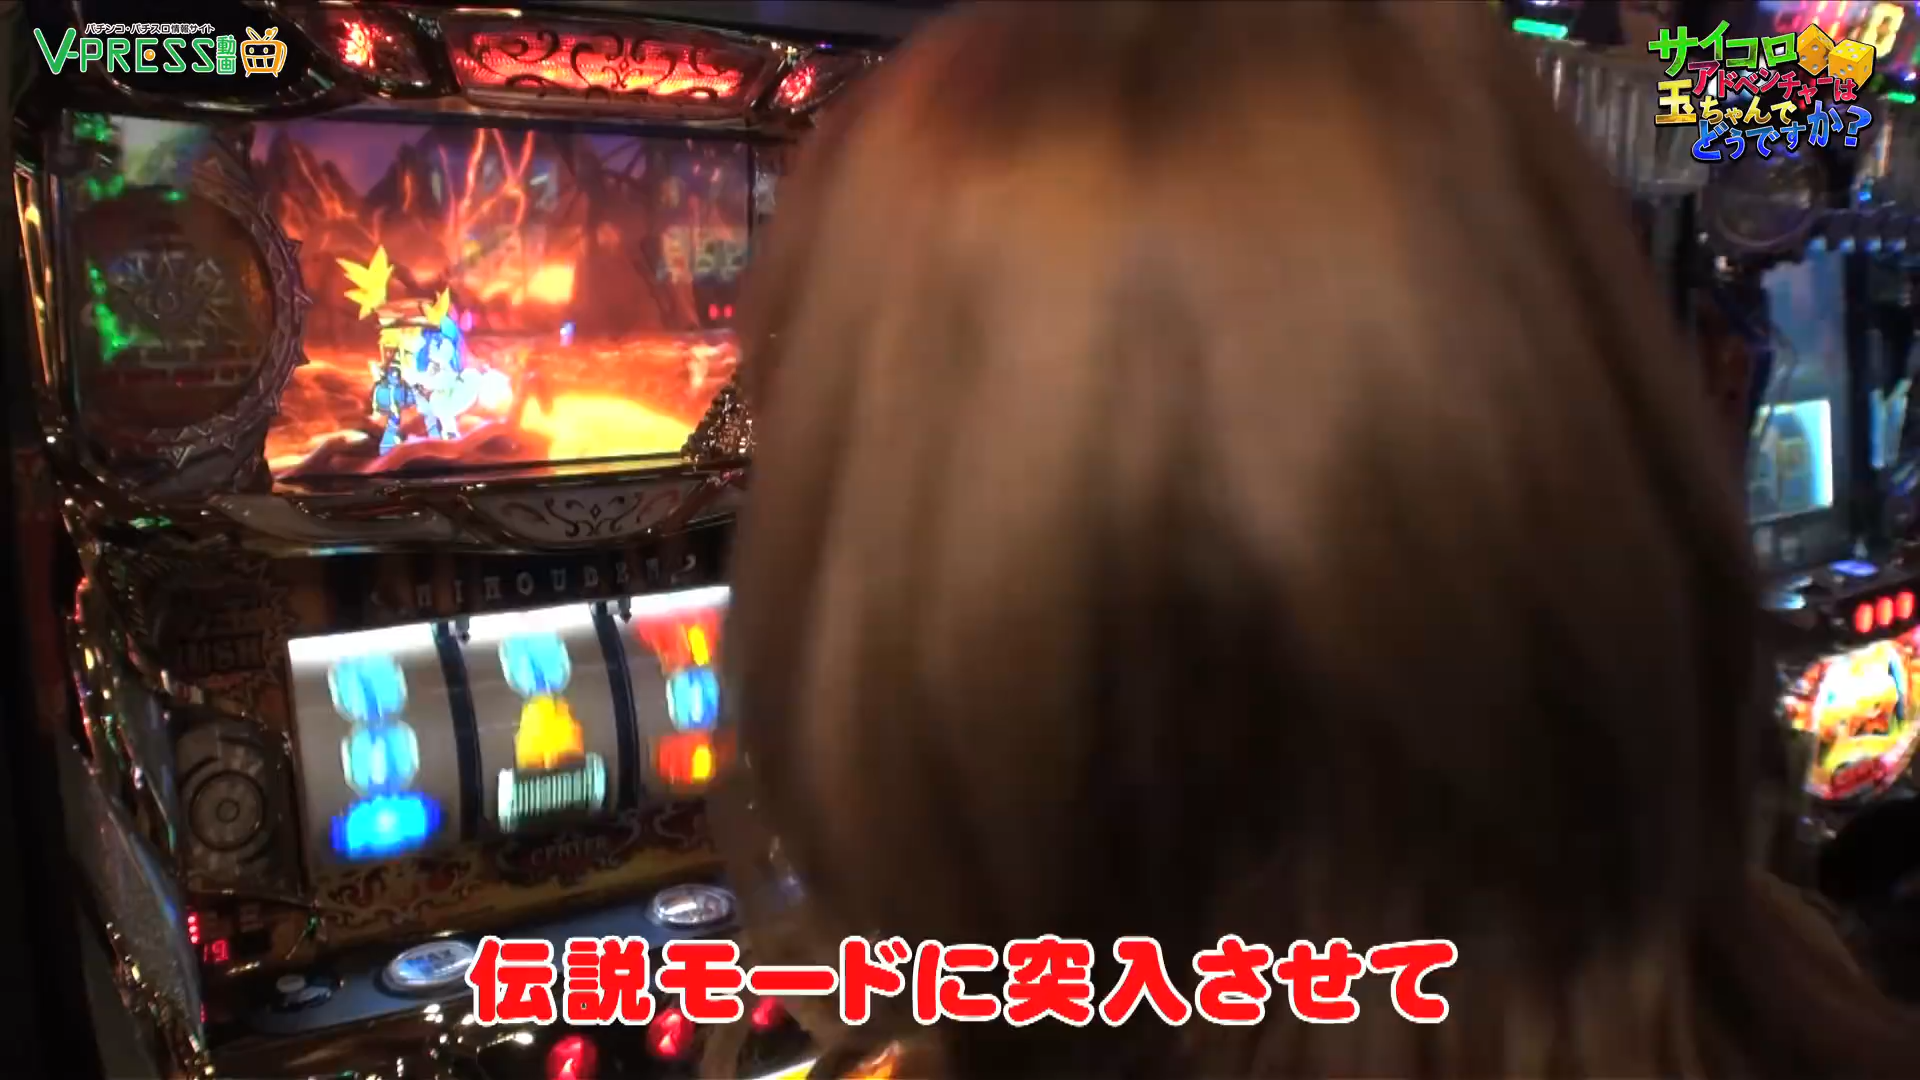 パチンコ・パチスロ情報サイト
V-PRESS動画
サイコロ
アドベンチャーは
玉ちゃんで
どうですか?
CENTER
19
伝説モードに突入させて